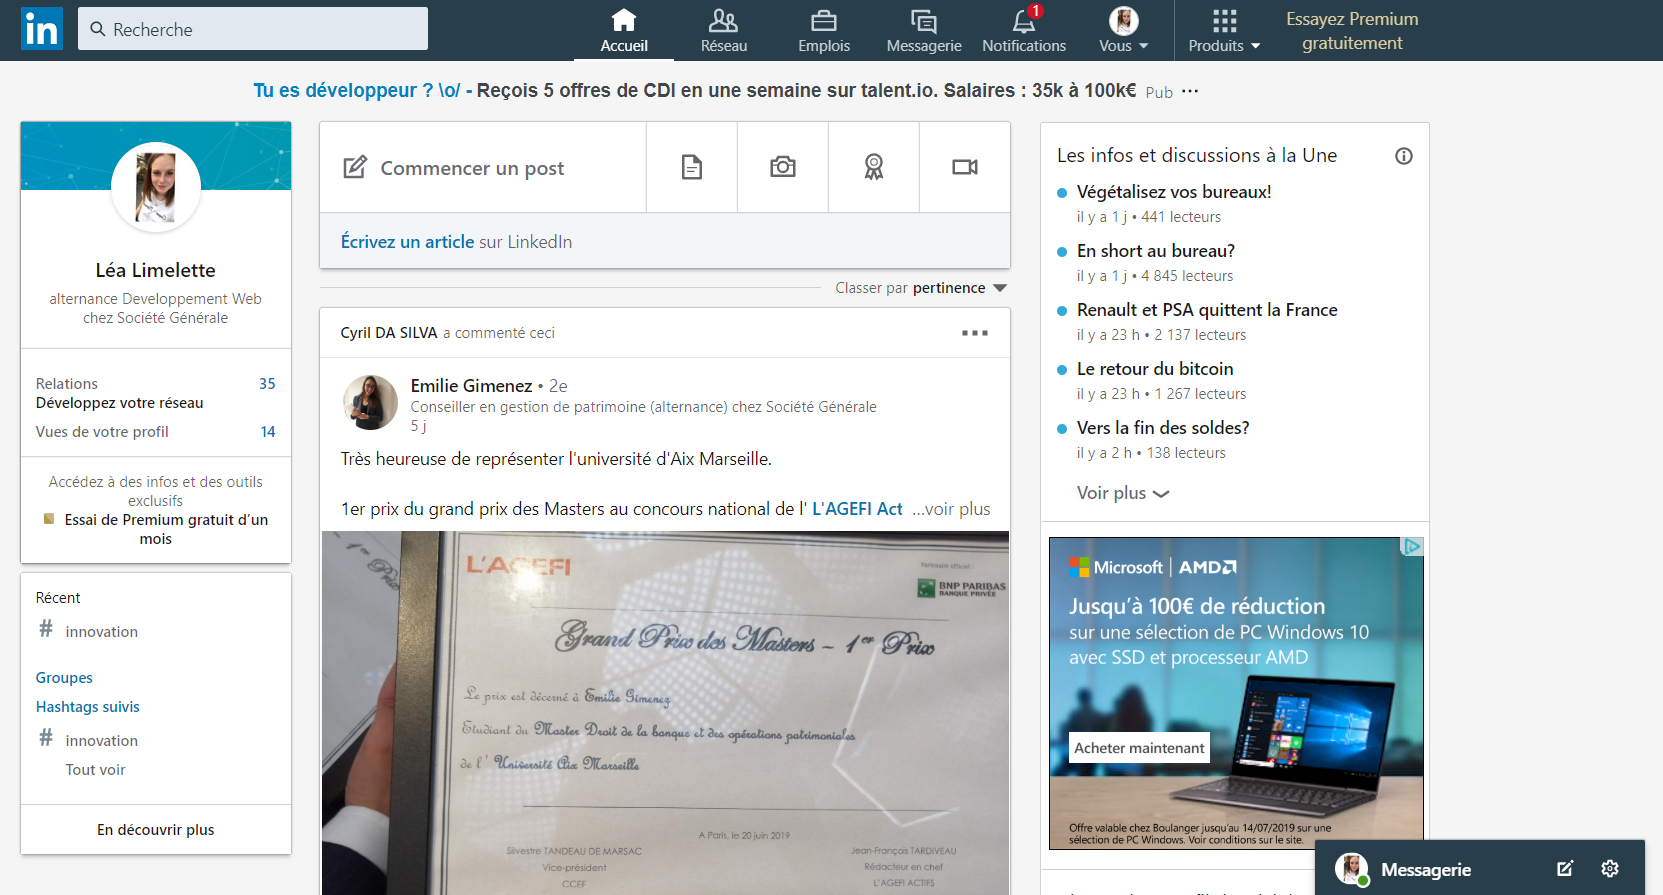 in
Recherche
Accueil
Réseau
Emplois
Messagerie
1
Notifications
Vous
Produits
Essayez Premium
gratuitement
Tu es développeur ? \o/ - Reçois 5 offres de CDI en une semaine sur talent.io. Salaires : 35k à 100k€ Pub ···
Léa Limelette
alternance Developpement Web
chez Société Générale
Relations 35
Développez votre réseau
Vues de votre profil 14
Accédez à des infos et des outils
exclusifs
Essai de Premium gratuit d’un
mois
Récent
# innovation
Groupes
Hashtags suivis
# innovation
Tout voir
En découvrir plus
Commencer un post
Écrivez un article sur LinkedIn
Classer par pertinence
Cyril DA SILVA a commenté ceci
Emilie Gimenez • 2e
Conseiller en gestion de patrimoine (alternance) chez Société Générale
5 j
Très heureuse de représenter l'université d'Aix Marseille.
1er prix du grand prix des Masters au concours national de l' L'AGEFI Act ...voir plus
L'AGEFI
Partenaire officiel :
BNP PARIBAS
BANQUE PRIVÉE
Grand Prix des Masters ~ 1er Prix
Le prix est décerné à Emilie Gimenez
Etudiant du Master Droit de la banque et des opérations patrimoniales
de l' Université Aix Marseille
A Paris, le 20 juin 2019
Silvestre TANDEAU DE MARSAC
Vice-président
CCEF
Jean-François TARDIVEAU
Rédacteur en chef
L'AGEFI ACTIFS
Les infos et discussions à la Une
Végétalisez vos bureaux!
il y a 1 j • 441 lecteurs
En short au bureau?
il y a 1 j • 4 845 lecteurs
Renault et PSA quittent la France
il y a 23 h • 2 137 lecteurs
Le retour du bitcoin
il y a 23 h • 1 267 lecteurs
Vers la fin des soldes?
il y a 2 h • 138 lecteurs
Voir plus
Microsoft | AMD
Jusqu’à 100€ de réduction
sur une sélection de PC Windows 10
avec SSD et processeur AMD
Acheter maintenant
Offre valable chez Boulanger jusqu'au 14/07/2019 sur une
sélection de PC Windows. Voir conditions sur le site.
Messagerie